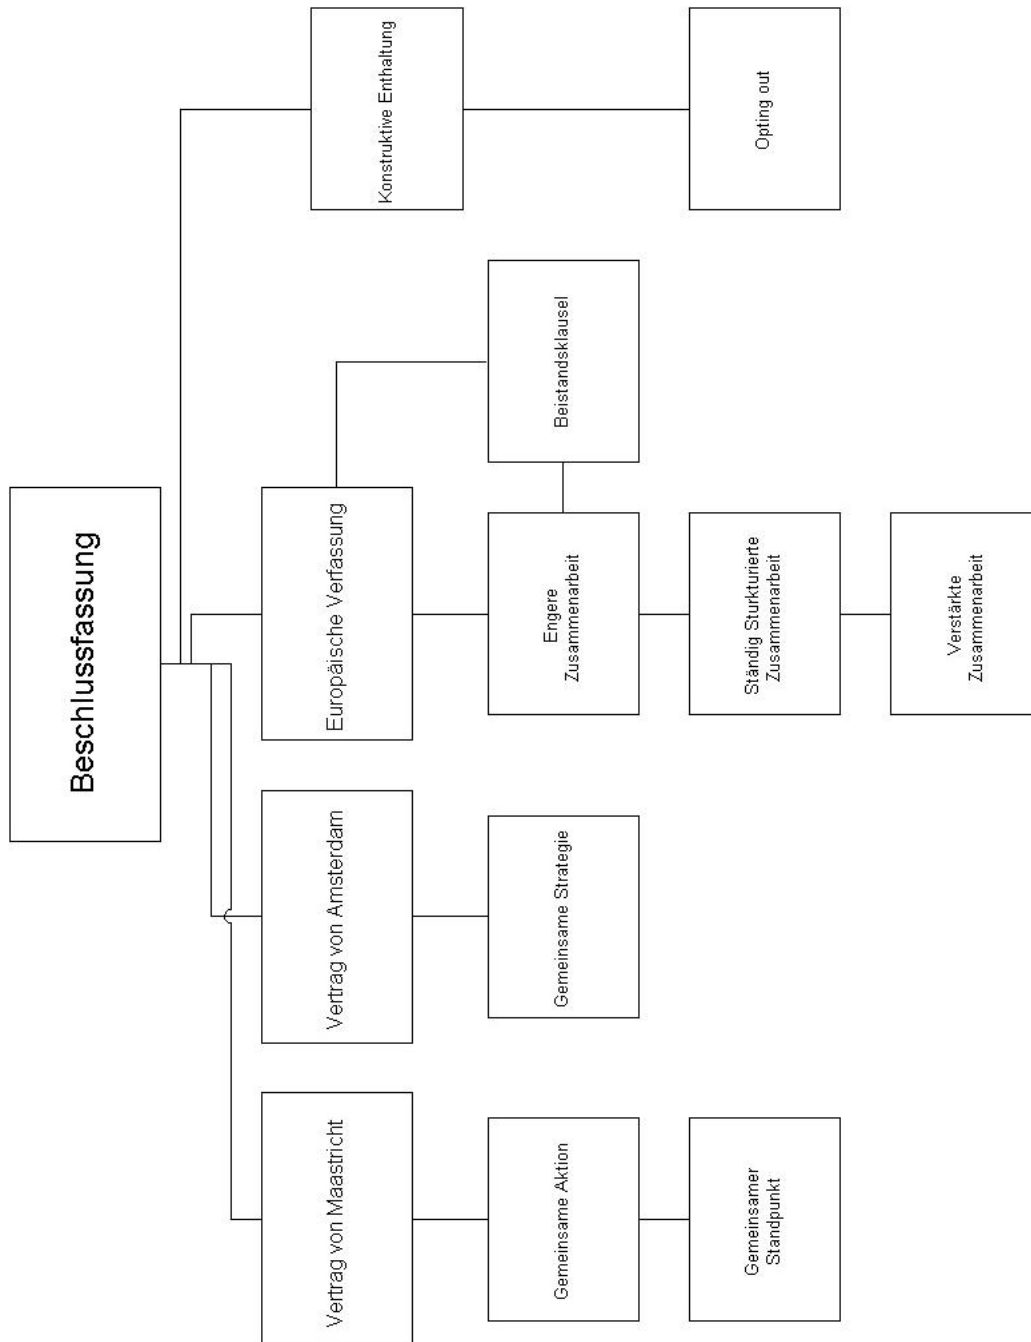 Beschlussfassung
Vertrag von Maastricht
Vertrag von Amsterdam
Europäische Verfassung
Konstruktive Enthaltung
Gemeinsame Aktion
Gemeinsame Strategie
Engere
Zusammenarbeit
Beistandsklausel
Gemeinsamer
Standpunkt
Ständig Sturkturierte
Zusammenarbeit
Opting out
Verstärkte
Zusammenarbeit